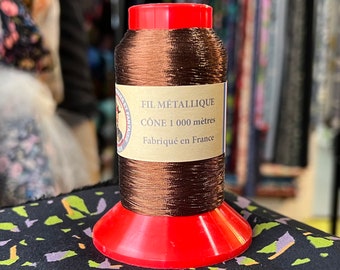 FIL MÉTALLIQUE
CÔNE 1 000 mètres
Fabriqué en France